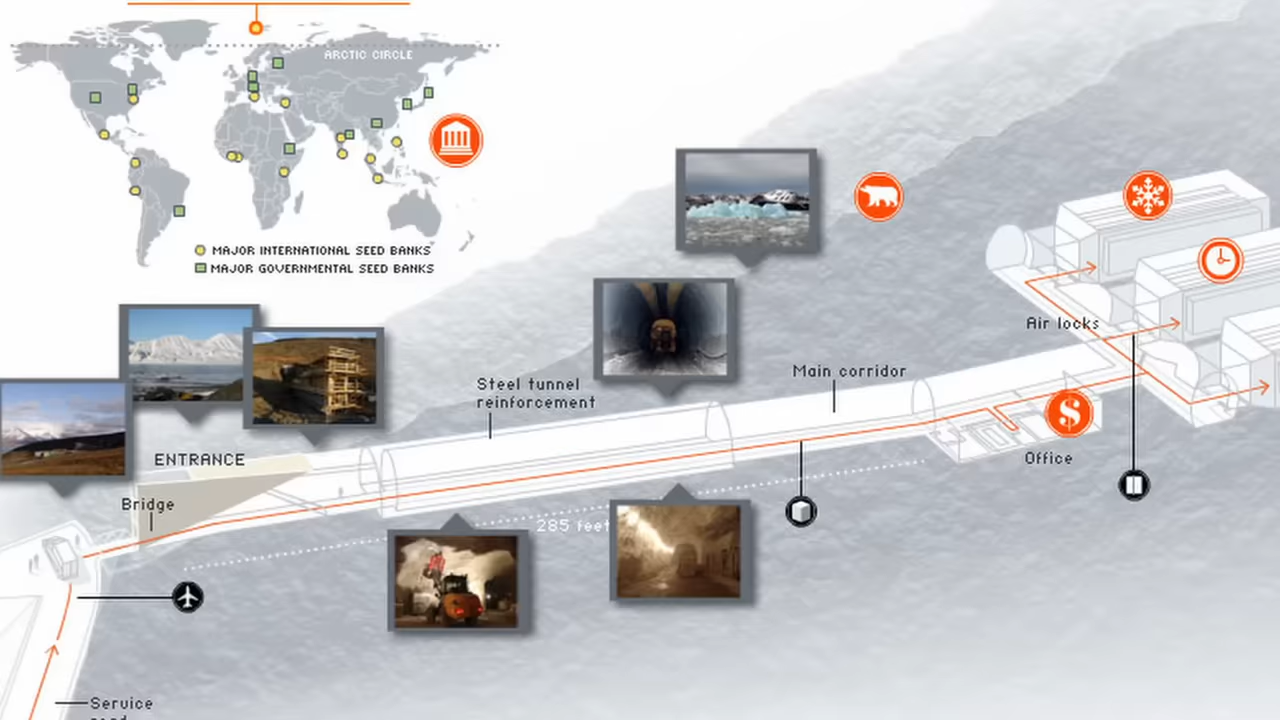 ARCTIC CIRCLE
MAJOR INTERNATIONAL SEED BANKS
MAJOR GOVERNMENTAL SEED BANKS
Air locks
Main corridor
Steel tunnel
reinforcement
ENTRANCE
Office
Bridge
285 feet
$
Service